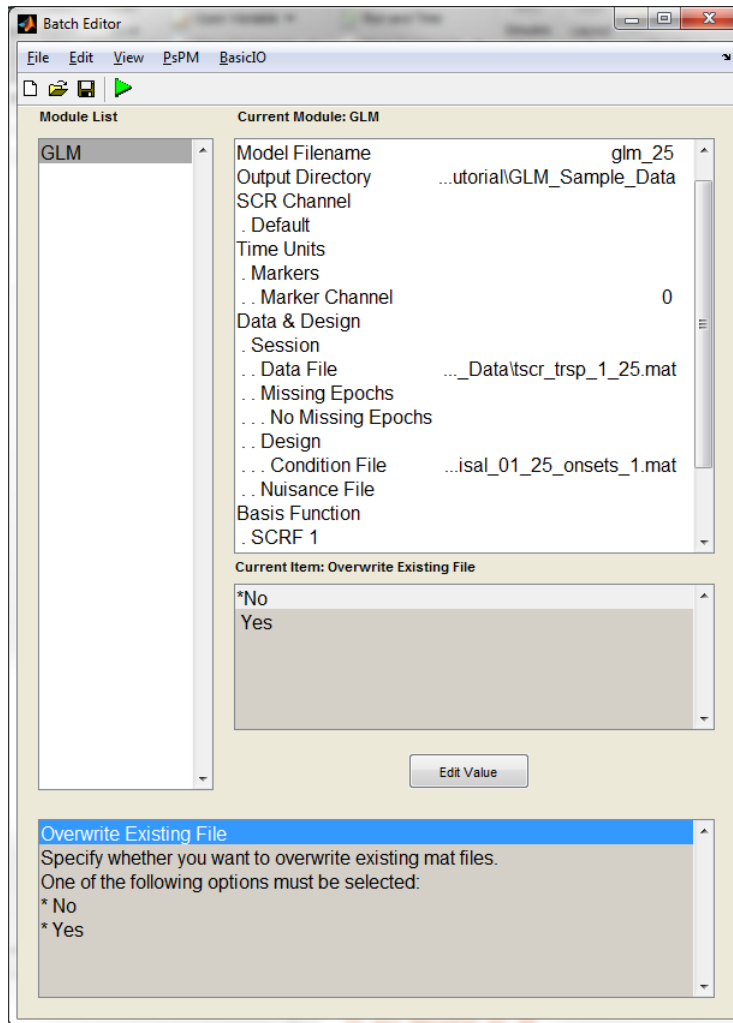 Batch Editor
File Edit View PsPM BasicIO
Module List
GLM
Current Module: GLM
Model Filename glm_25
Output Directory ...utorial\GLM_Sample_Data
SCR Channel
. Default
Time Units
. Markers
. . Marker Channel 0
Data & Design
. Session
. . Data File ..._Data\tscr_trsp_1_25.mat
. . Missing Epochs
. . . No Missing Epochs
. . Design
. . . Condition File ...isal_01_25_onsets_1.mat
. . Nuisance File
Basis Function
. SCRF 1
Current Item: Overwrite Existing File
*No
Yes
Edit Value
Overwrite Existing File
Specify whether you want to overwrite existing mat files.
One of the following options must be selected:
* No
* Yes